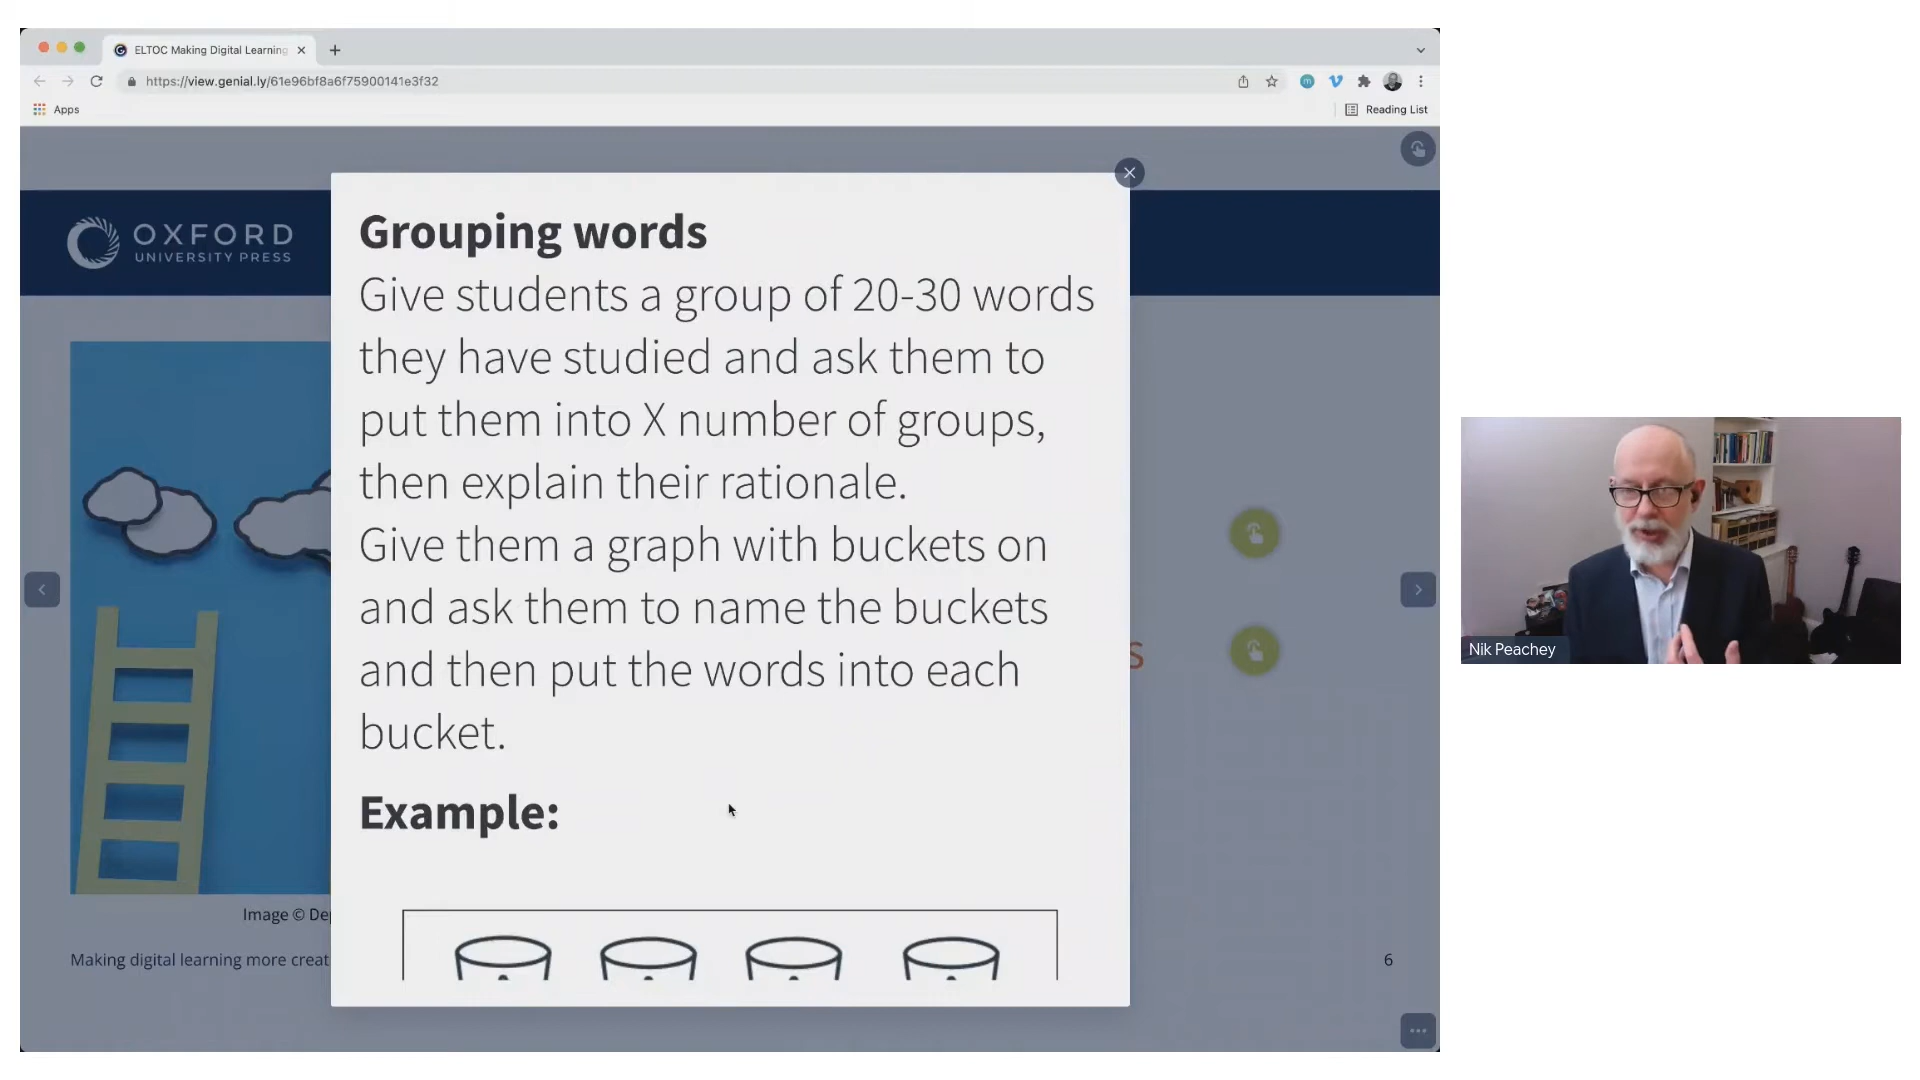 ELTOC Making Digital Learning
https://view.genial.ly/61e96bf8a6f75900141e3f32
Apps
Reading List
OXFORD
UNIVERSITY PRESS
Grouping words
Give students a group of 20-30 words
they have studied and ask them to
put them into X number of groups,
then explain their rationale.
Give them a graph with buckets on
and ask them to name the buckets
and then put the words into each
bucket.
Example:
S
Image © De
Making digital learning more creat
6
Nik Peachey